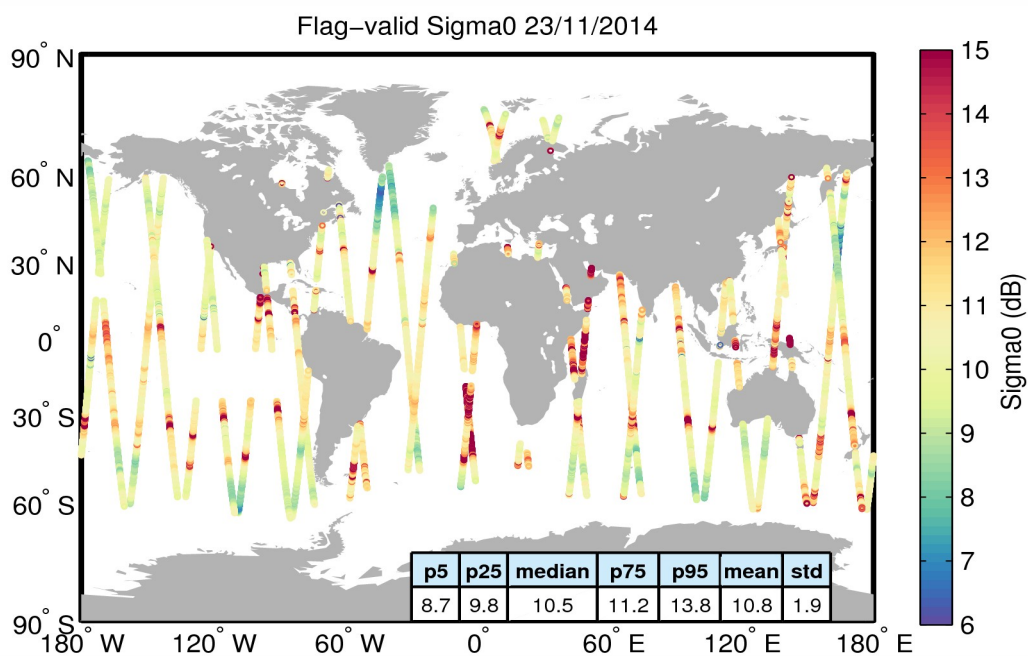 Flag−valid Sigma0 23/11/2014
90° N
60° N
30° N
0°
30° S
60° S
90° S
180° W
120° W
60° W
0°
60° E
120° E
180° E
15
14
13
12
11
10
9
8
7
6
Sigma0 (dB)
p5 p25 median p75 p95 mean std
8.7 9.8 10.5 11.2 13.8 10.8 1.9